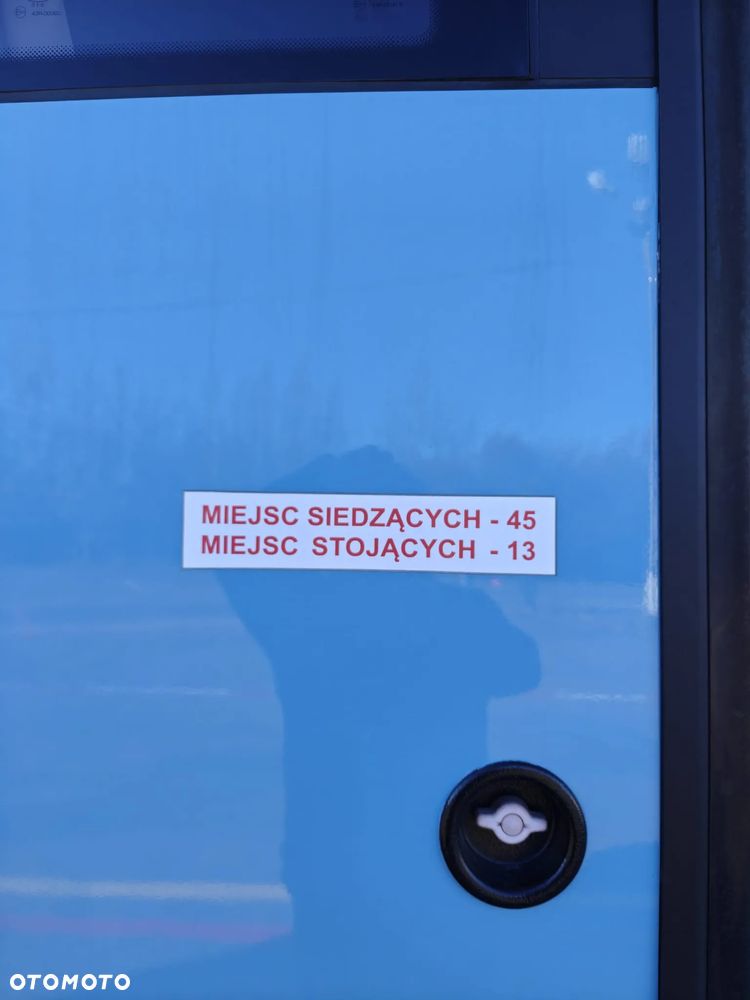 MIEJSC SIEDZĄCYCH - 45
MIEJSC STOJĄCYCH - 13
OTOMOTO